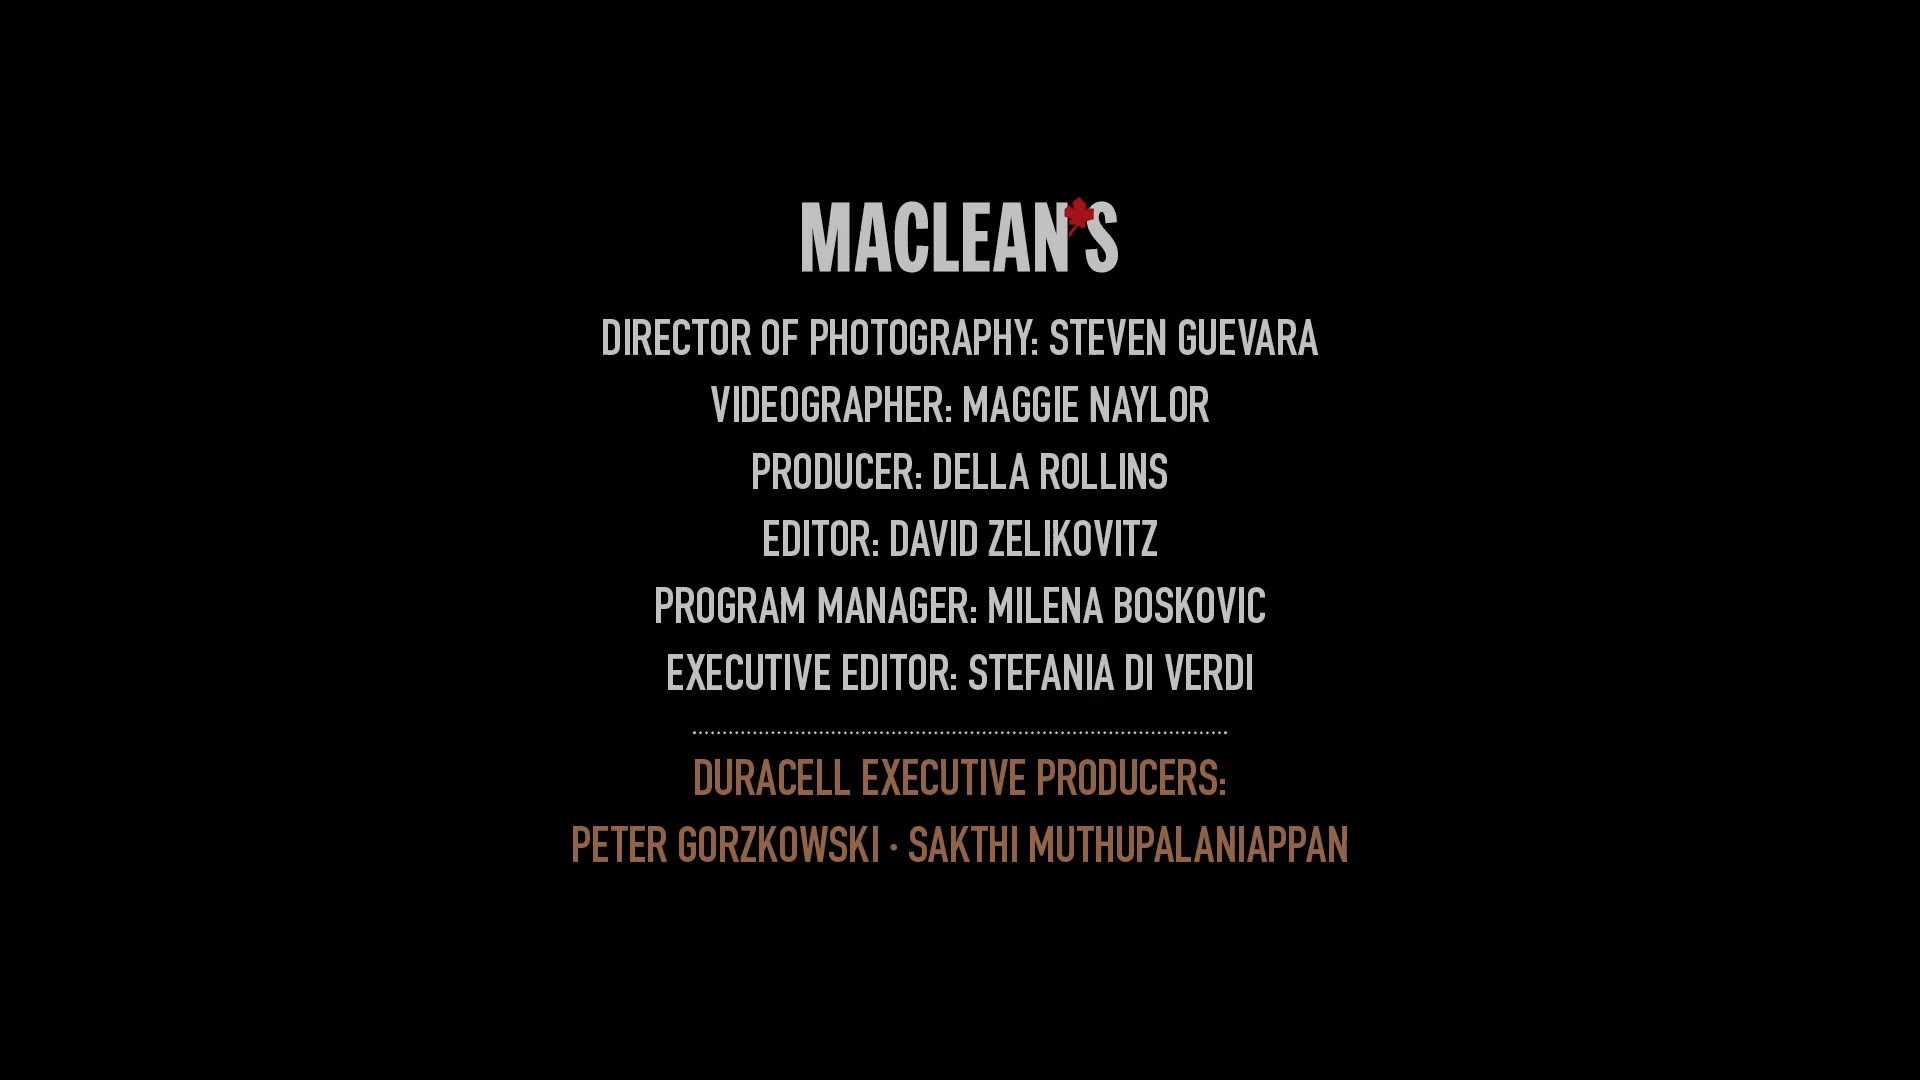 MACLEAN'S
DIRECTOR OF PHOTOGRAPHY: STEVEN GUEVARA
VIDEOGRAPHER: MAGGIE NAYLOR
PRODUCER: DELLA ROLLINS
EDITOR: DAVID ZELIKOVITZ
PROGRAM MANAGER: MILENA BOSKOVIC
EXECUTIVE EDITOR: STEFANIA DI VERDI
DURACELL EXECUTIVE PRODUCERS:
PETER GORZKOWSKI · SAKTHI MUTHUPALANIAPPAN